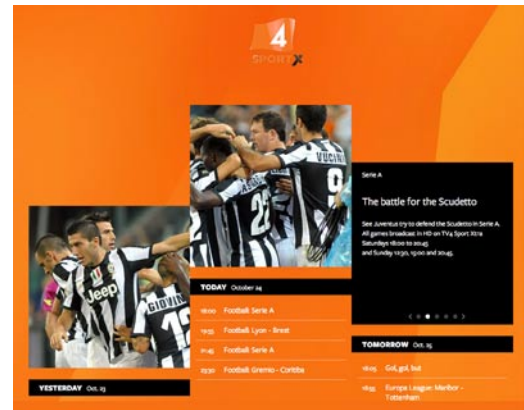 4
SPORT X
VUCINIC
9
22
Jeep
GIOVIN
12
Serie A
The battle for the Scudetto
See Juventus try to defend the Scudetto in Serie A.
All games broadcast in HD on TV4 Sport Xtra
Saturdays 18:00 to 20:45
and Sunday 12:30, 15:00 and 20:45.
TODAY October 24
18:00 Football: Serie A
19:55 Football: Lyon - Brest
21:45 Football: Serie A
23:30 Football: Gremio - Coritiba
TOMORROW Oct. 25
18:05 Gol, gol, but
18:55 Europa League: Maribor -
Tottenham
YESTERDAY Oct. 23